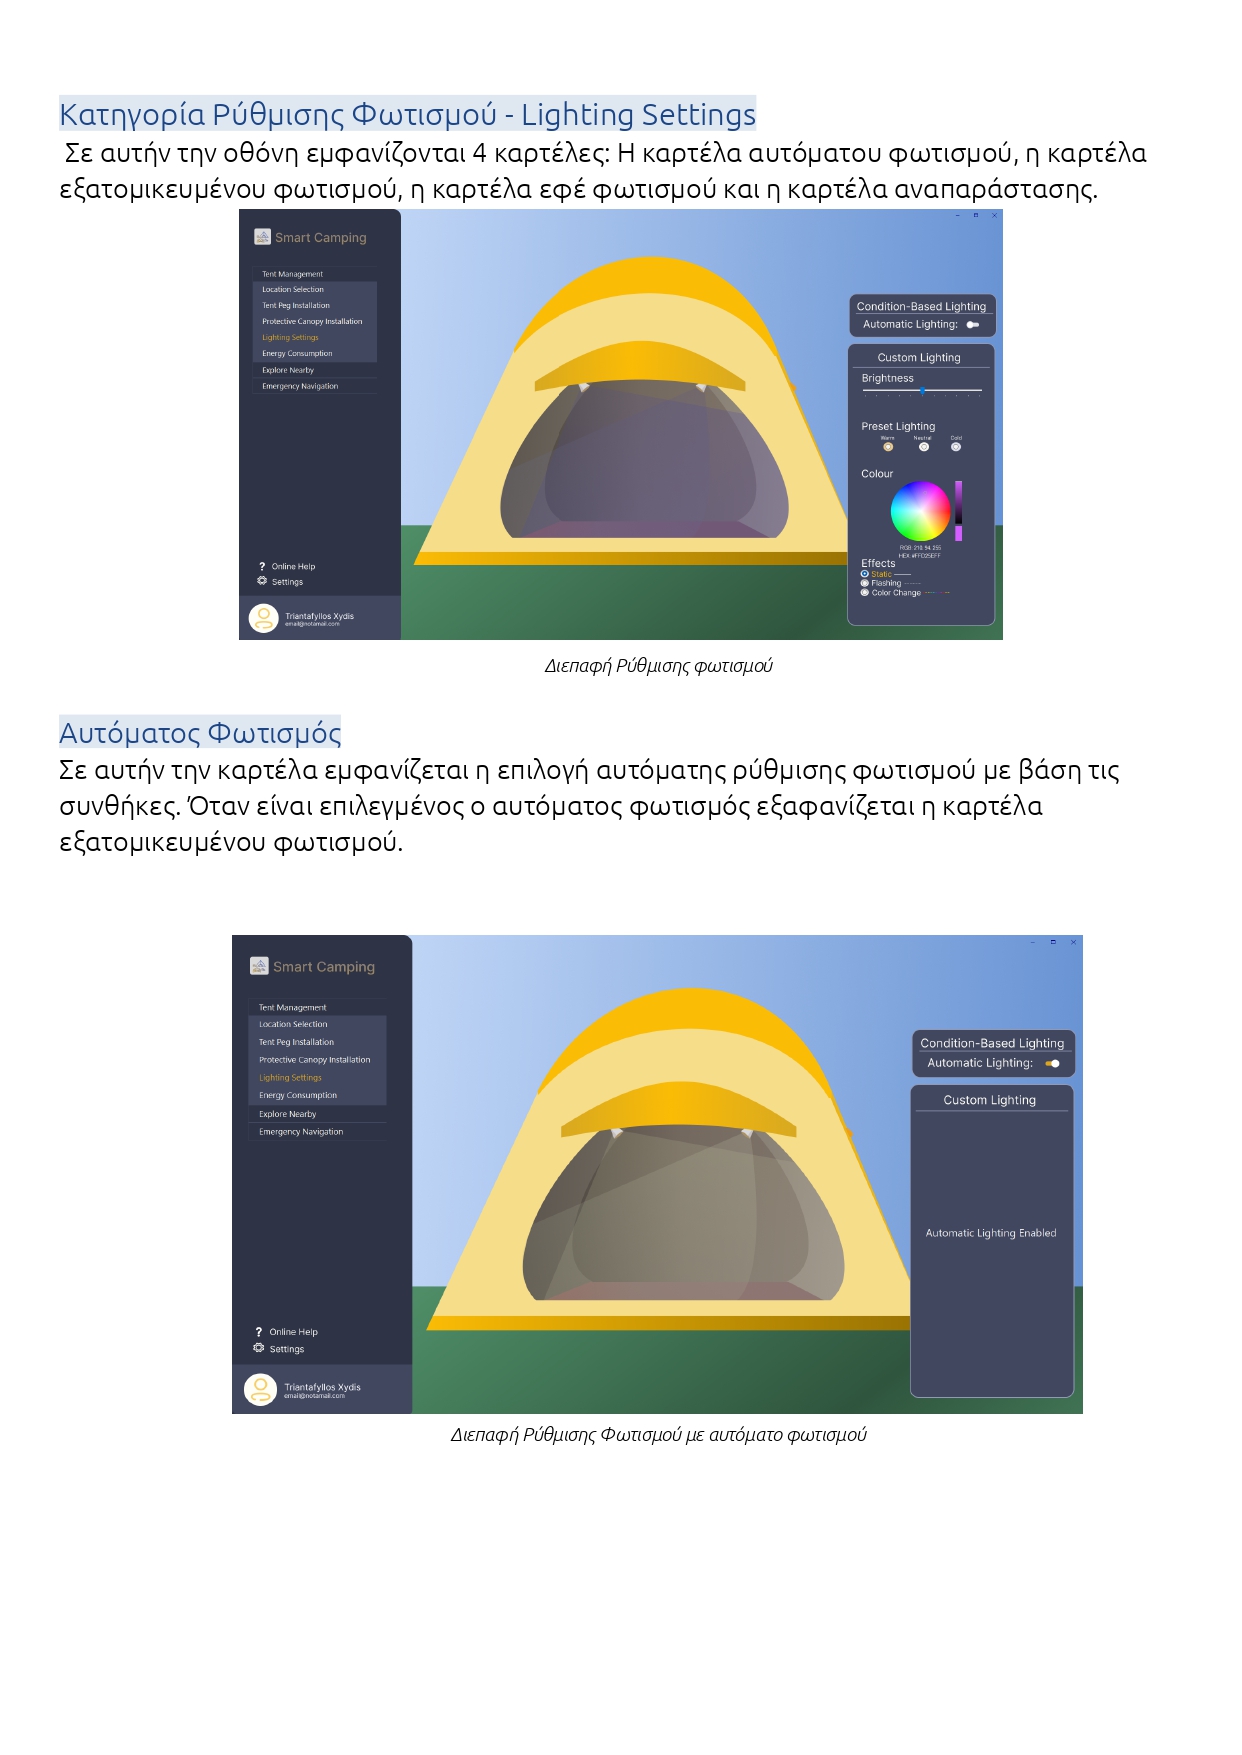 Κατηγορία Ρύθμισης Φωτισμού - Lighting Settings
Σε αυτήν την οθόνη εμφανίζονται 4 καρτέλες: Η καρτέλα αυτόματου φωτισμού, η καρτέλα
εξατομικευμένου φωτισμού, η καρτέλα εφέ φωτισμού και η καρτέλα αναπαράστασης.
Smart Camping
Tent Management
Location Selection
Tent Peg Installation
Protective Canopy Installation
Lighting Settings
Energy Consumption
Explore Nearby
Emergency Navigation
? Online Help
Settings
Triantafyllos Xydis
email@notamail.com
Condition-Based Lighting
Automatic Lighting:
Custom Lighting
Brightness
Preset Lighting
Warm Neutral Cold
Colour
RGB: 210, 94, 255
HEX: #FFD25EFF
Effects
Static
Flashing
Color Change
Διεπαφή Ρύθμισης φωτισμού
Αυτόματος Φωτισμός
Σε αυτήν την καρτέλα εμφανίζεται η επιλογή αυτόματης ρύθμισης φωτισμού με βάση τις
συνθήκες. Όταν είναι επιλεγμένος ο αυτόματος φωτισμός εξαφανίζεται η καρτέλα
εξατομικευμένου φωτισμού.
Smart Camping
Tent Management
Location Selection
Tent Peg Installation
Protective Canopy Installation
Lighting Settings
Energy Consumption
Explore Nearby
Emergency Navigation
? Online Help
Settings
Triantafyllos Xydis
email@notamail.com
Condition-Based Lighting
Automatic Lighting:
Custom Lighting
Automatic Lighting Enabled
Διεπαφή Ρύθμισης Φωτισμού με αυτόματο φωτισμού